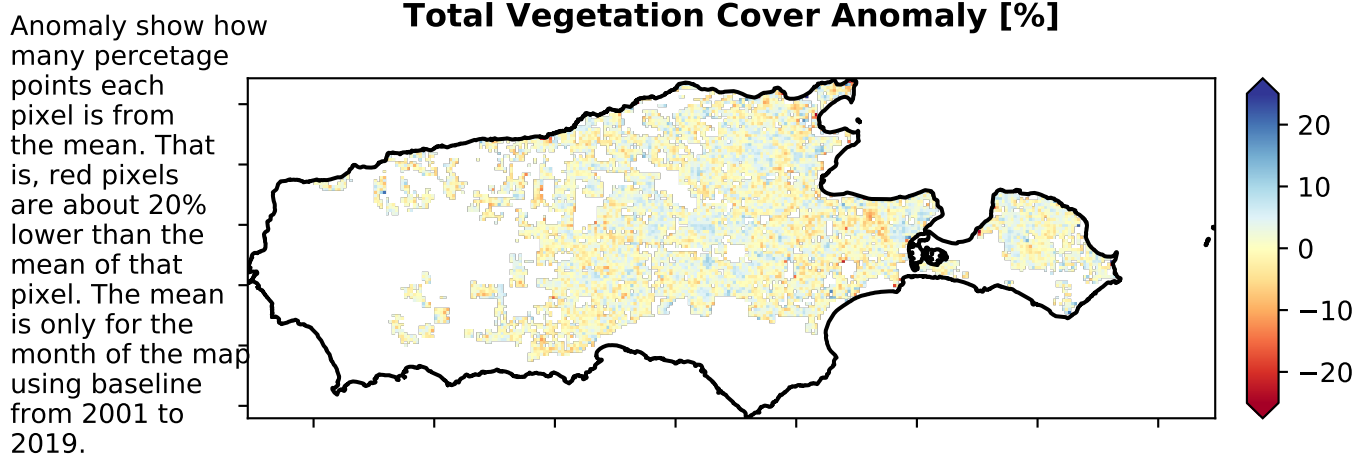 Total Vegetation Cover Anomaly [%]
Anomaly show how
many percetage
points each
pixel is from
the mean. That
is, red pixels
are about 20%
lower than the
mean of that
pixel. The mean
is only for the
month of the map
using baseline
from 2001 to
2019.
20
10
0
−10
−20